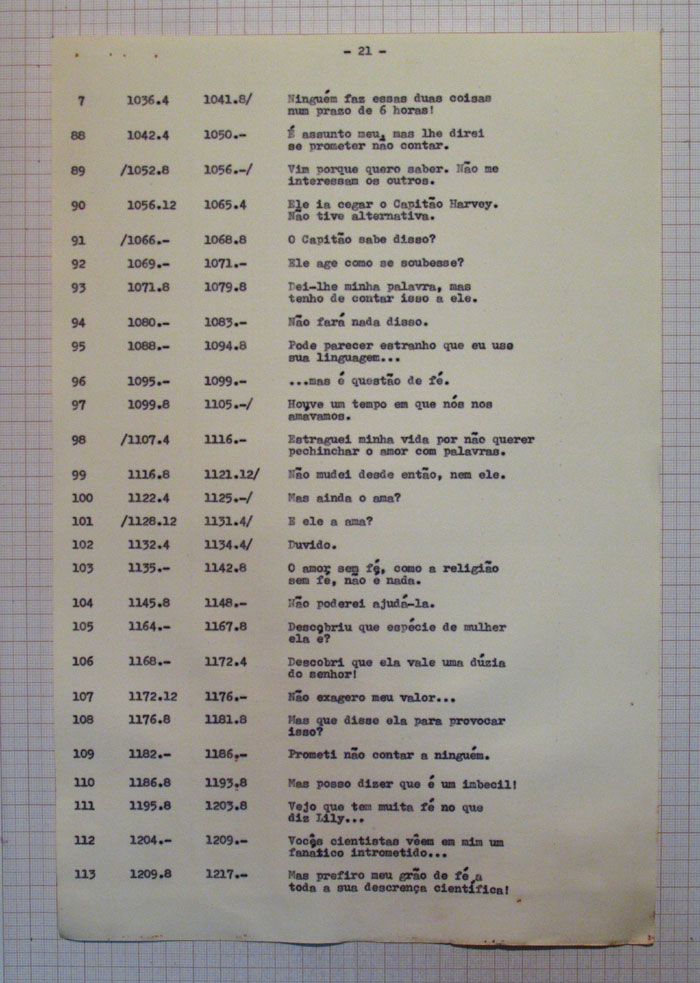 - 21 -
7 1036.4 1041.8/ Ninguém faz essas duas coisas
num prazo de 6 horas!
88 1042.4 1050.- É assunto meu, mas lhe direi
se prometer não contar.
89 /1052.8 1056.-/ Vim porque quero saber. Não me
interessam os outros.
90 1056.12 1065.4 Ele ia cegar o Capitão Harvey.
Não tive alternativa.
91 /1066.- 1068.8 O Capitão sabe disso?
92 1069.- 1071.- Ele age como se soubesse?
93 1071.8 1079.8 Dei-lhe minha palavra, mas
tenho de contar isso a ele.
94 1080.- 1083.- Não fará nada disso.
95 1088.- 1094.8 Pode parecer estranho que eu use
sua linguagem...
96 1095.- 1099.- ...mas é questão de fé.
97 1099.8 1105.-/ Houve um tempo em que nós nos
amavamos.
98 /1107.4 1116.- Estraguei minha vida por não querer
pechinchar o amor com palavras.
99 1116.8 1121.12/ Não mudei desde então, nem ele.
100 1122.4 1125.-/ Mas ainda o ama?
101 /1128.12 1131.4/ E ele a ama?
102 1132.4 1134.4/ Duvido.
103 1135.- 1142.8 O amor sem fé, como a religião
sem fé, não é nada.
104 1145.8 1148.- Não poderei ajudá-la.
105 1164.- 1167.8 Descobriu que espécie de mulher
ela é?
106 1168.- 1172.4 Descobri que ela vale uma dúzia
do senhor!
107 1172.12 1176.- Não exagero meu valor...
108 1176.8 1181.8 Mas que disse ela para provocar
isso?
109 1182.- 1186.- Prometi não contar a ninguém.
110 1186.8 1193.8 Mas posso dizer que é um imbecil!
111 1195.8 1203.8 Vejo que tem muita fé no que
diz Lily...
112 1204.- 1209.- Vocês cientistas vêem em mim um
fanático intrometido...
113 1209.8 1217.- Mas prefiro meu grão de fé a
toda a sua descrença científica!